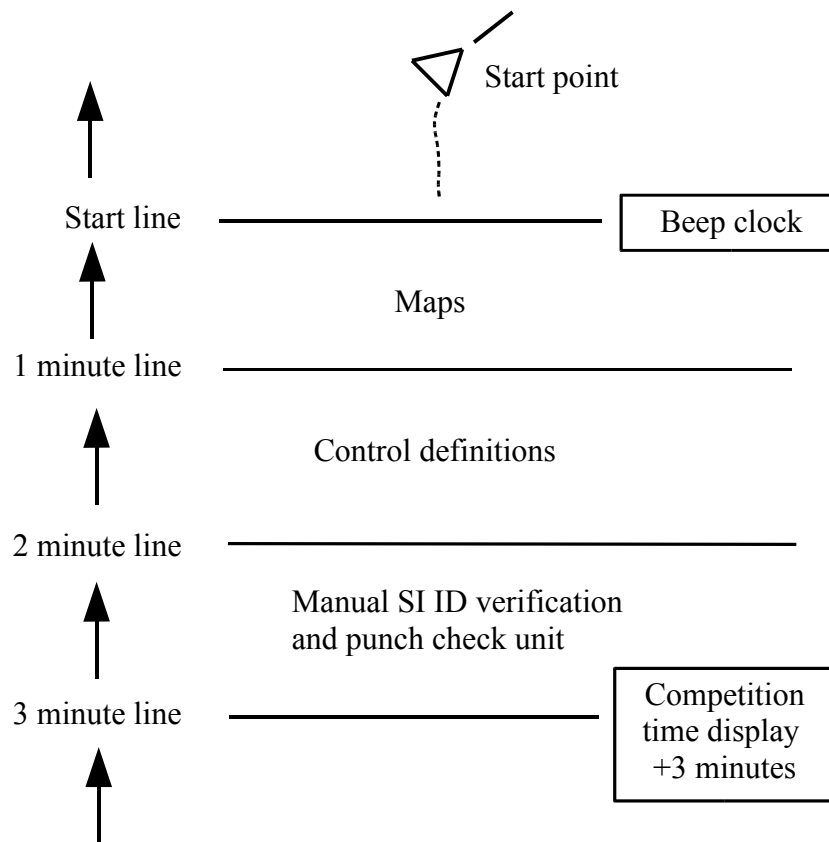 Start point
Start line
Beep clock
Maps
1 minute line
Control definitions
2 minute line
Manual SI ID verification
and punch check unit
3 minute line
Competition
time display
+3 minutes